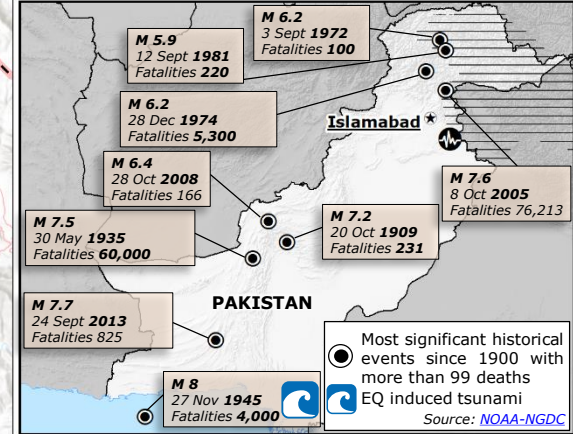 M 6.2
3 Sept 1972
Fatalities 100
M 5.9
12 Sept 1981
Fatalities 220
M 6.2
28 Dec 1974
Fatalities 5,300
Islamabad
M 6.4
28 Oct 2008
Fatalities 166
M 7.6
8 Oct 2005
Fatalities 76,213
M 7.5
30 May 1935
Fatalities 60,000
M 7.2
20 Oct 1909
Fatalities 231
PAKISTAN
M 7.7
24 Sept 2013
Fatalities 825
M 8
27 Nov 1945
Fatalities 4,000
Most significant historical
events since 1900 with
more than 99 deaths
EQ induced tsunami
Source: NOAA-NGDC